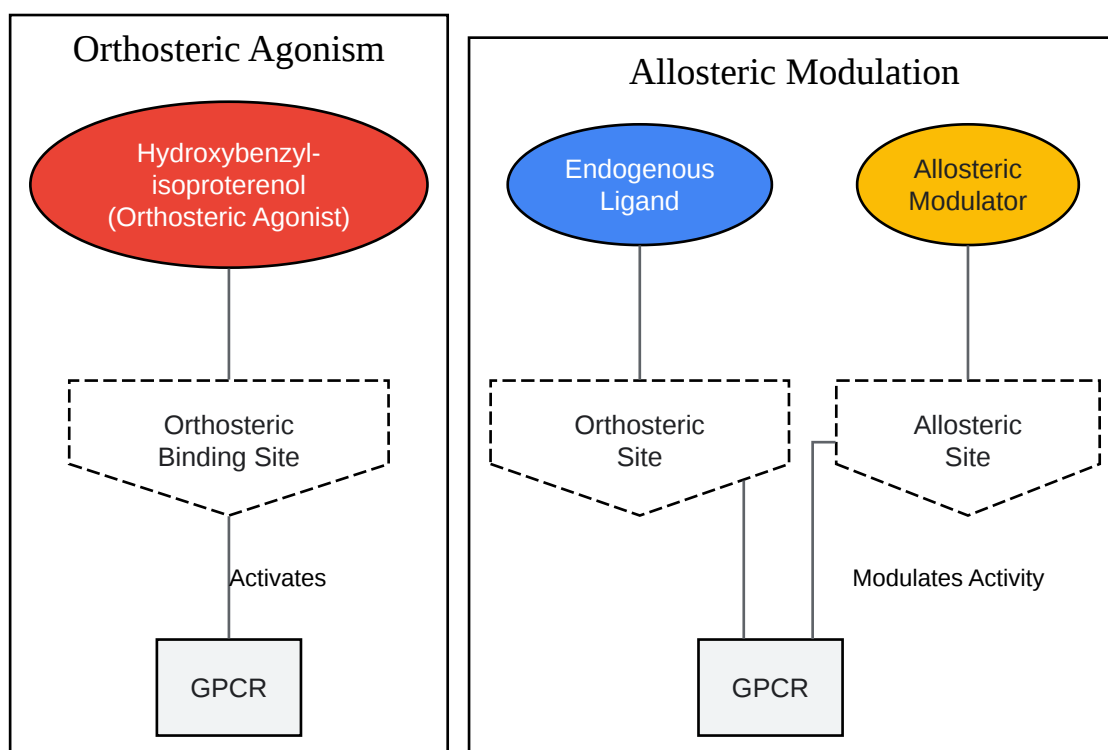 Orthosteric Agonism
Hydroxybenzyl-
isoproterenol
(Orthosteric Agonist)
Orthosteric
Binding Site
Activates
GPCR
Allosteric Modulation
Endogenous
Ligand
Allosteric
Modulator
Orthosteric
Site
Allosteric
Site
Modulates Activity
GPCR